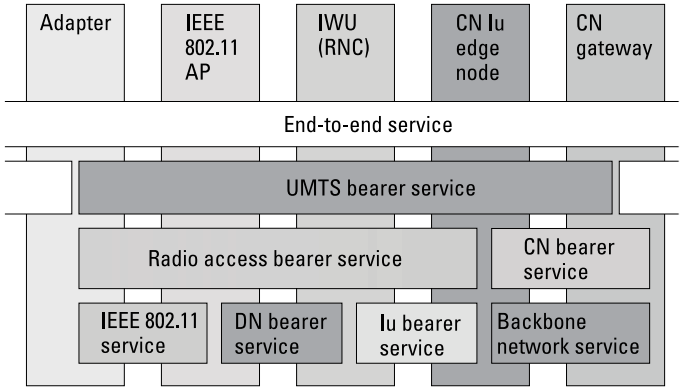 Adapter
IEEE
802.11
AP
IWU
(RNC)
CN Iu
edge
node
CN
gateway
End-to-end service
UMTS bearer service
Radio access bearer service
CN bearer
service
IEEE 802.11
service
DN bearer
service
Iu bearer
service
Backbone
network service